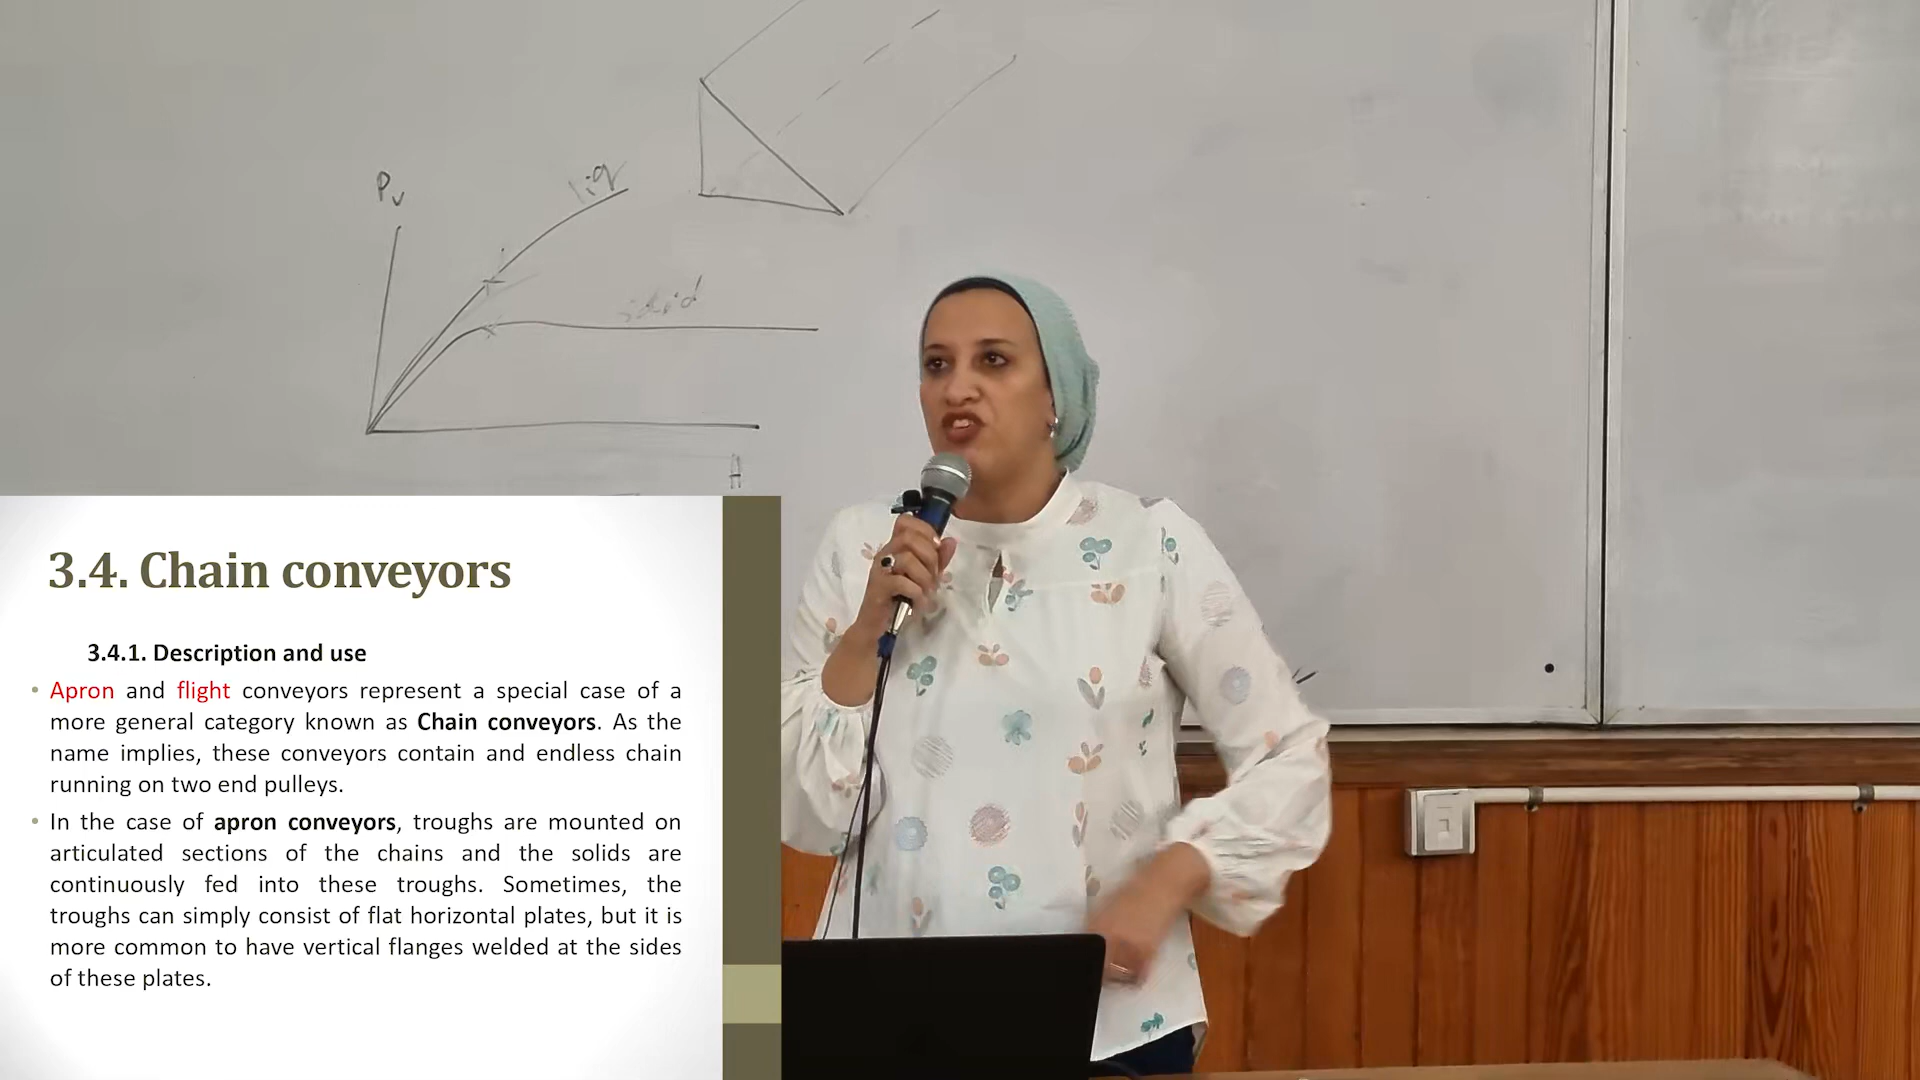 Pv
liq
solid
H
3.4. Chain conveyors
3.4.1. Description and use
• Apron and flight conveyors represent a special case of a
more general category known as Chain conveyors. As the
name implies, these conveyors contain and endless chain
running on two end pulleys.
• In the case of apron conveyors, troughs are mounted on
articulated sections of the chains and the solids are
continuously fed into these troughs. Sometimes, the
troughs can simply consist of flat horizontal plates, but it is
more common to have vertical flanges welded at the sides
of these plates.